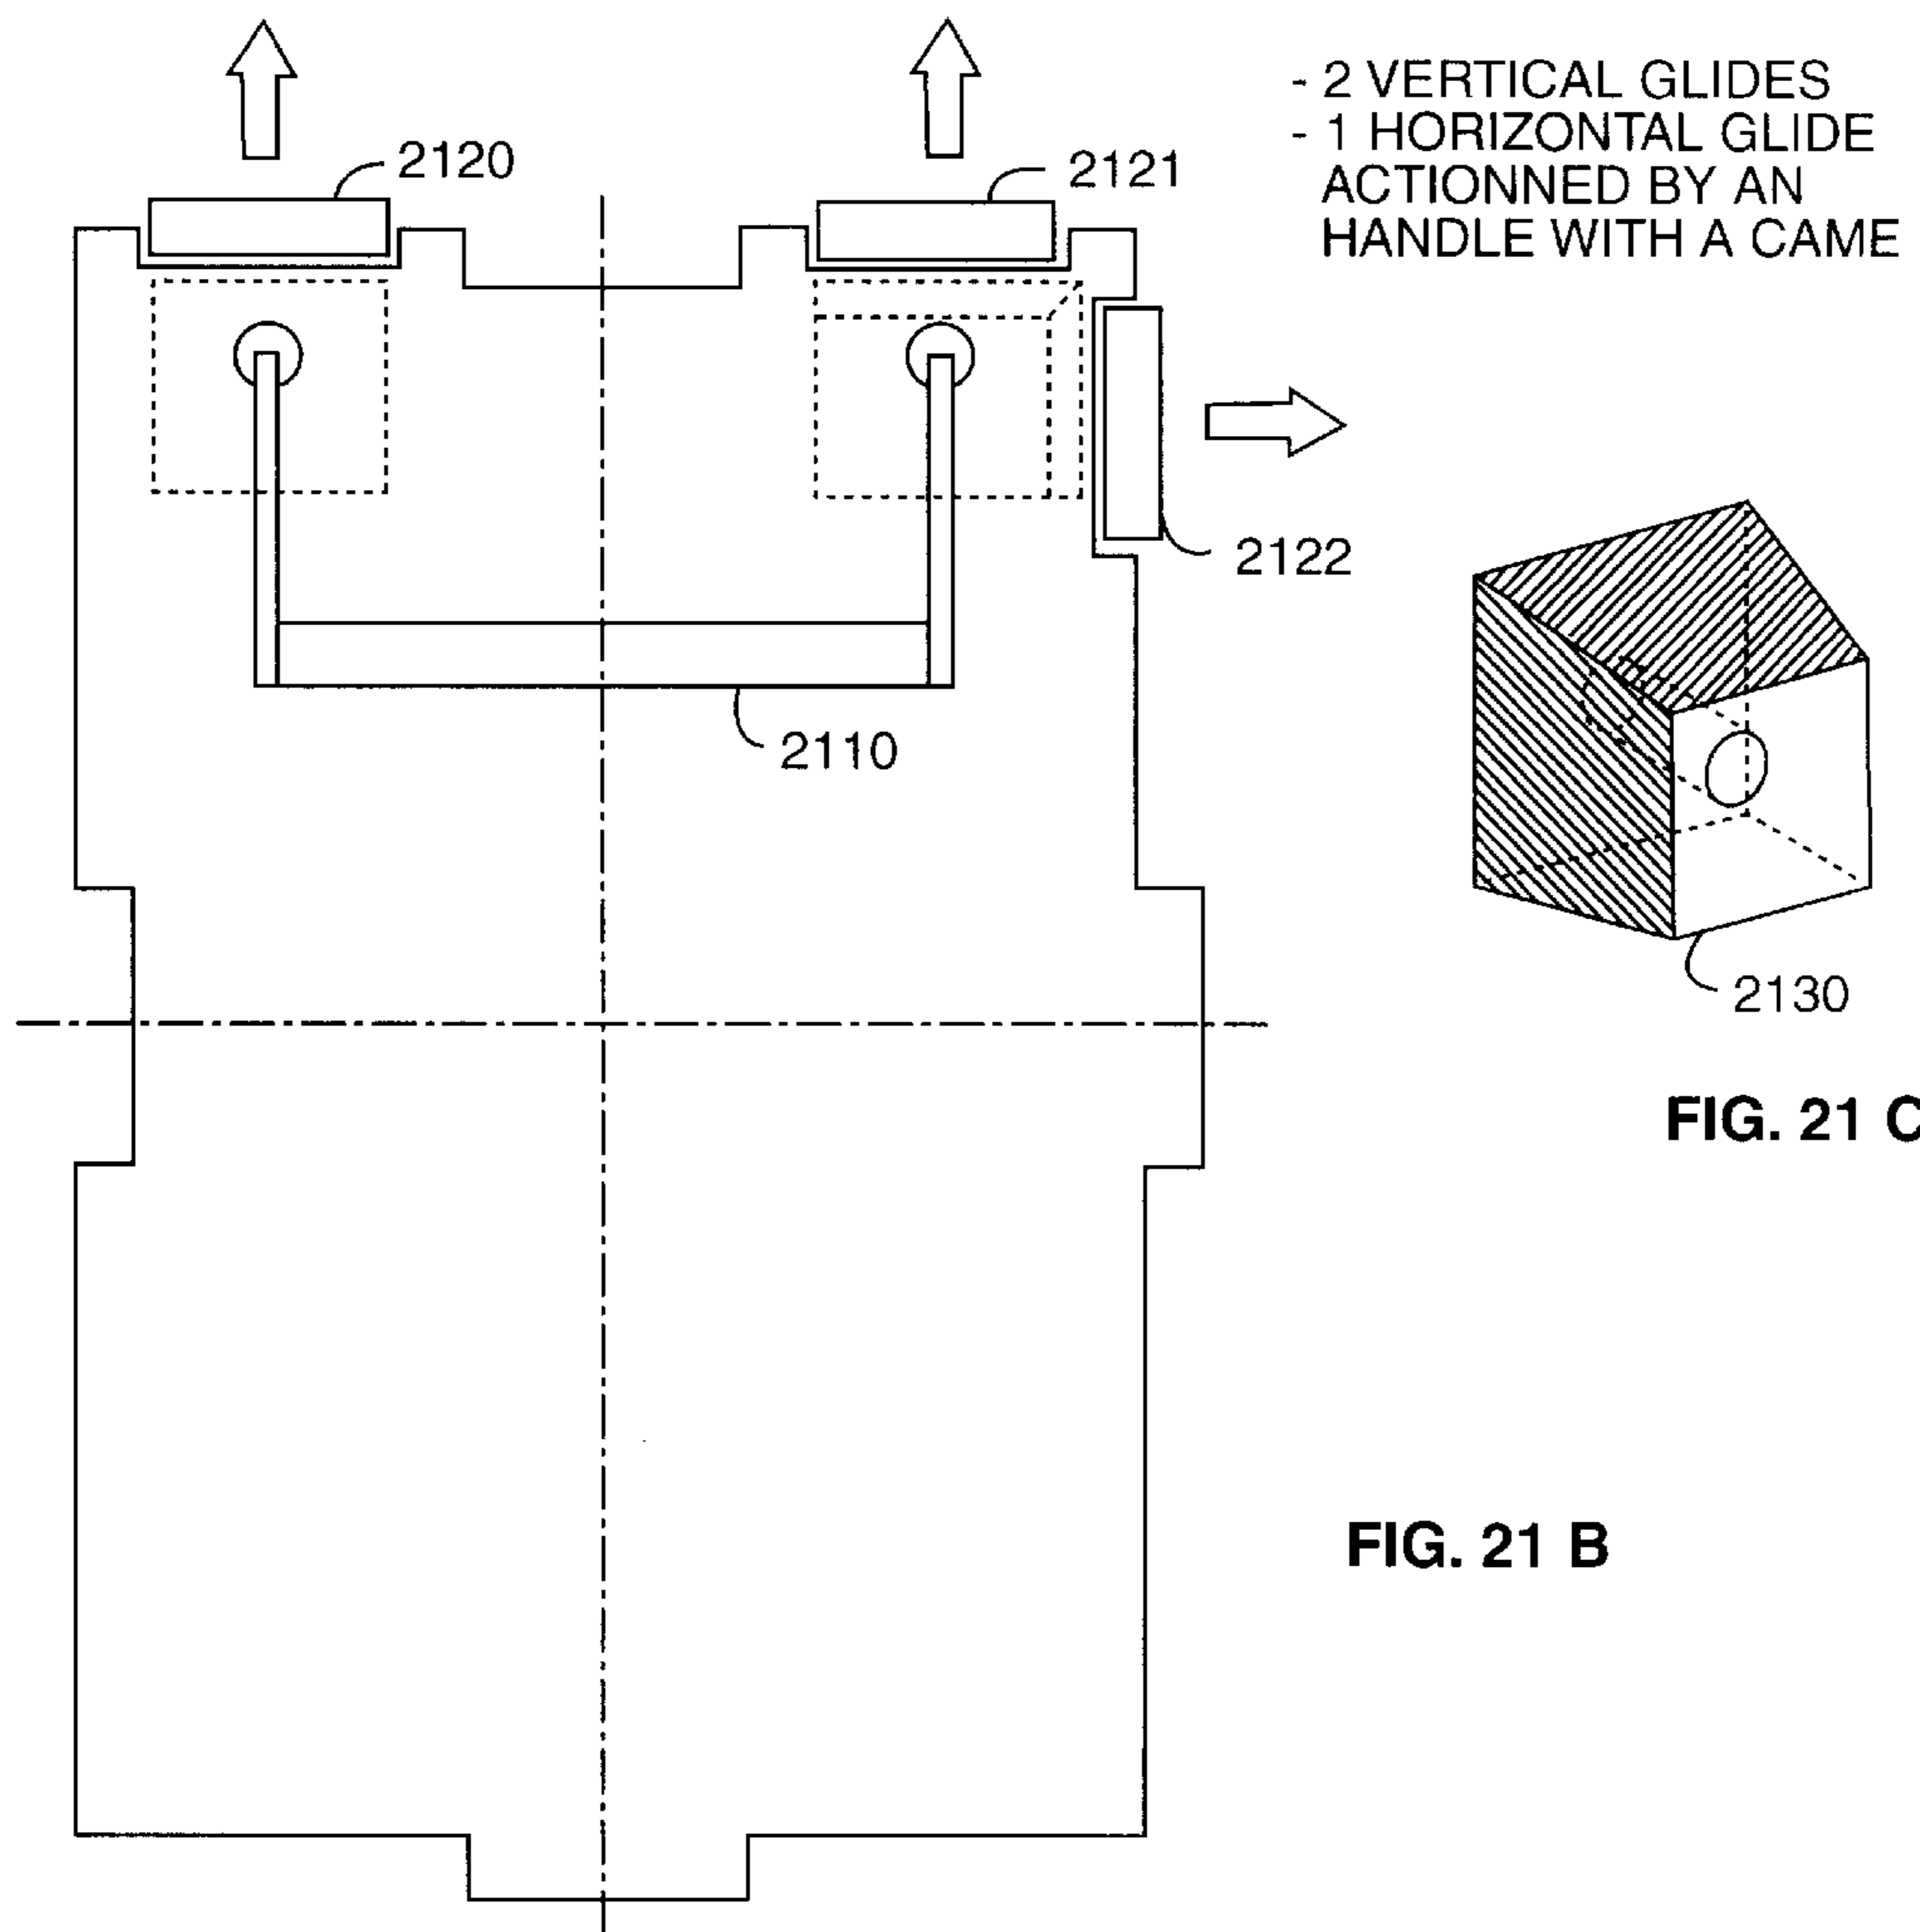 - 2 VERTICAL GLIDES
- 1 HORIZONTAL GLIDE
ACTIONNED BY AN
HANDLE WITH A CAME
2120
2121
2122
2110
2130
FIG. 21 C
FIG. 21 B